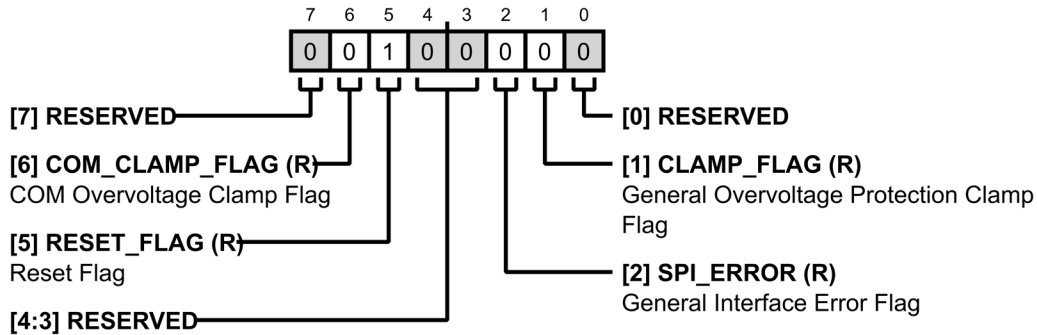 7 6 5 4 3 2 1 0
0 0 1 0 0 0 0 0
[7] RESERVED
[0] RESERVED
[6] COM_CLAMP_FLAG (R)
COM Overvoltage Clamp Flag
[1] CLAMP_FLAG (R)
General Overvoltage Protection Clamp
Flag
[5] RESET_FLAG (R)
Reset Flag
[2] SPI_ERROR (R)
General Interface Error Flag
[4:3] RESERVED